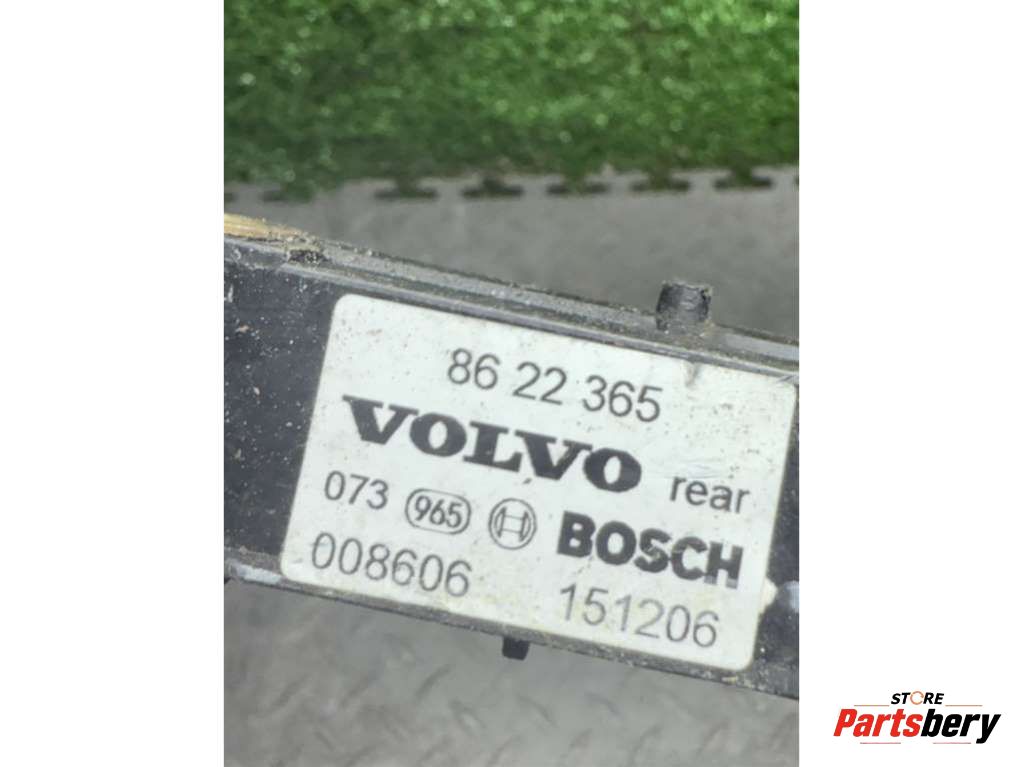 86 22 365
VOLVO rear
073 965 BOSCH
008606 151206
STORE
Partsbery